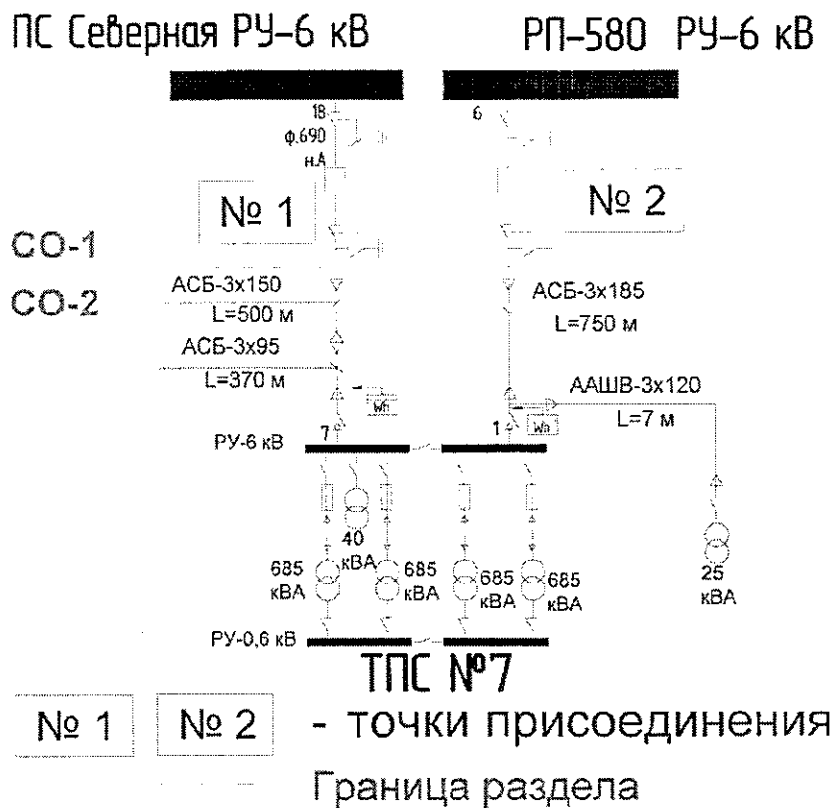 ПС Северная РУ-6 кВ
РП-580 РУ-6 кВ
18
ф.690
н.А
6
№ 1
№ 2
СО-1
СО-2
АСБ-3х150
L=500 м
АСБ-3х185
L=750 м
АСБ-3х95
L=370 м
ААШВ-3х120
L=7 м
Wh
Wh
7
1
РУ-6 кВ
40
кВА
685
кВА
685
кВА
685
кВА
685
кВА
25
кВА
РУ-0,6 кВ
ТПС №7
№ 1 № 2 - точки присоединения
Граница раздела